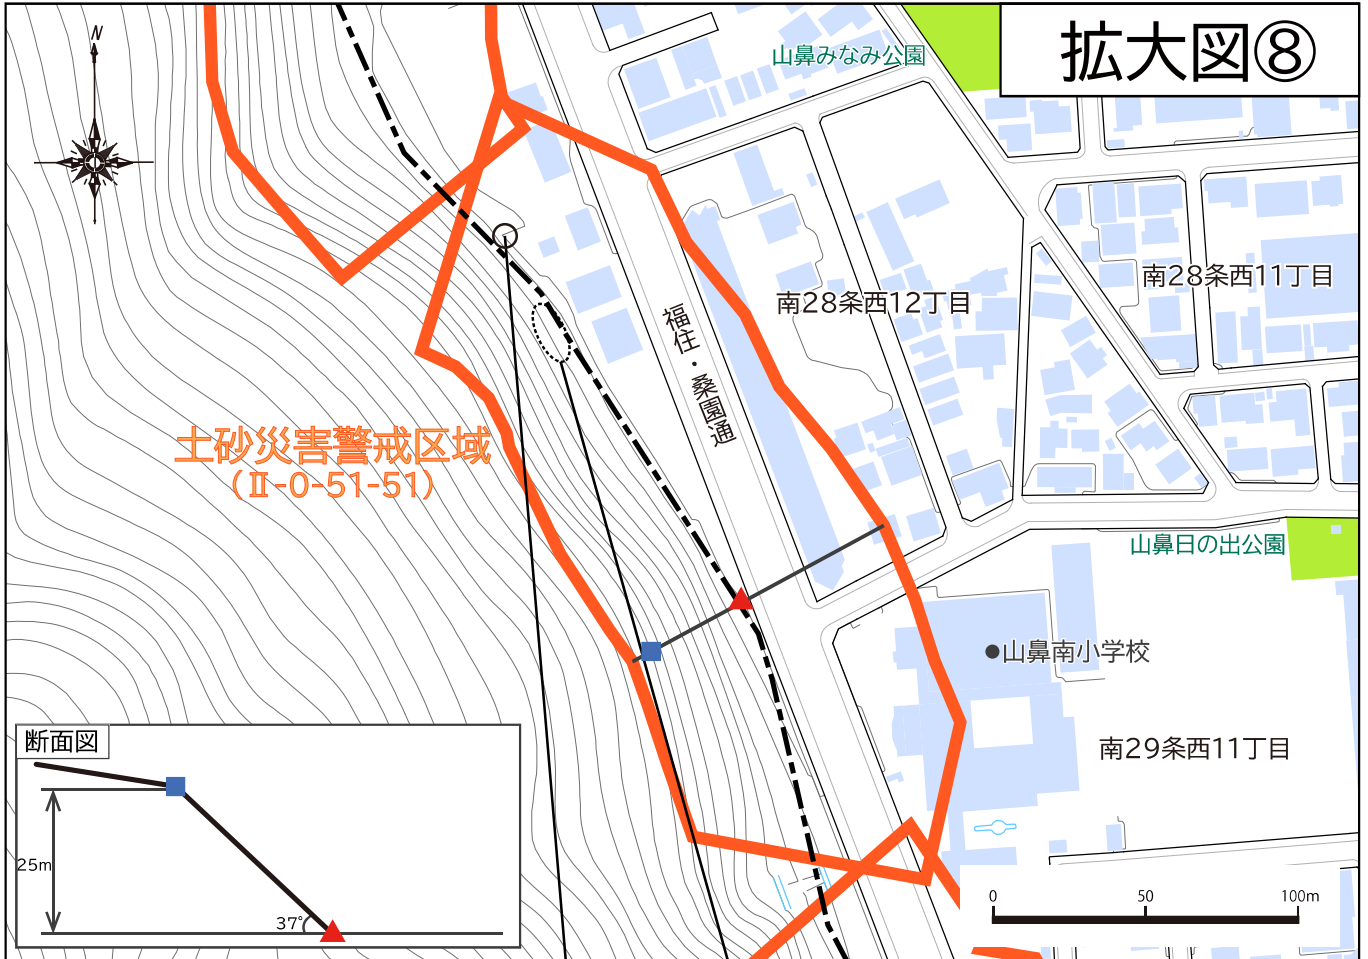 拡大図⑧
N
山鼻みなみ公園
南28条西12丁目
南28条西11丁目
福住・桑園通
土砂災害警戒区域
（Ⅱ-0-51-51）
山鼻日の出公園
●山鼻南小学校
南29条西11丁目
断面図
25m
37°
0 50 100m